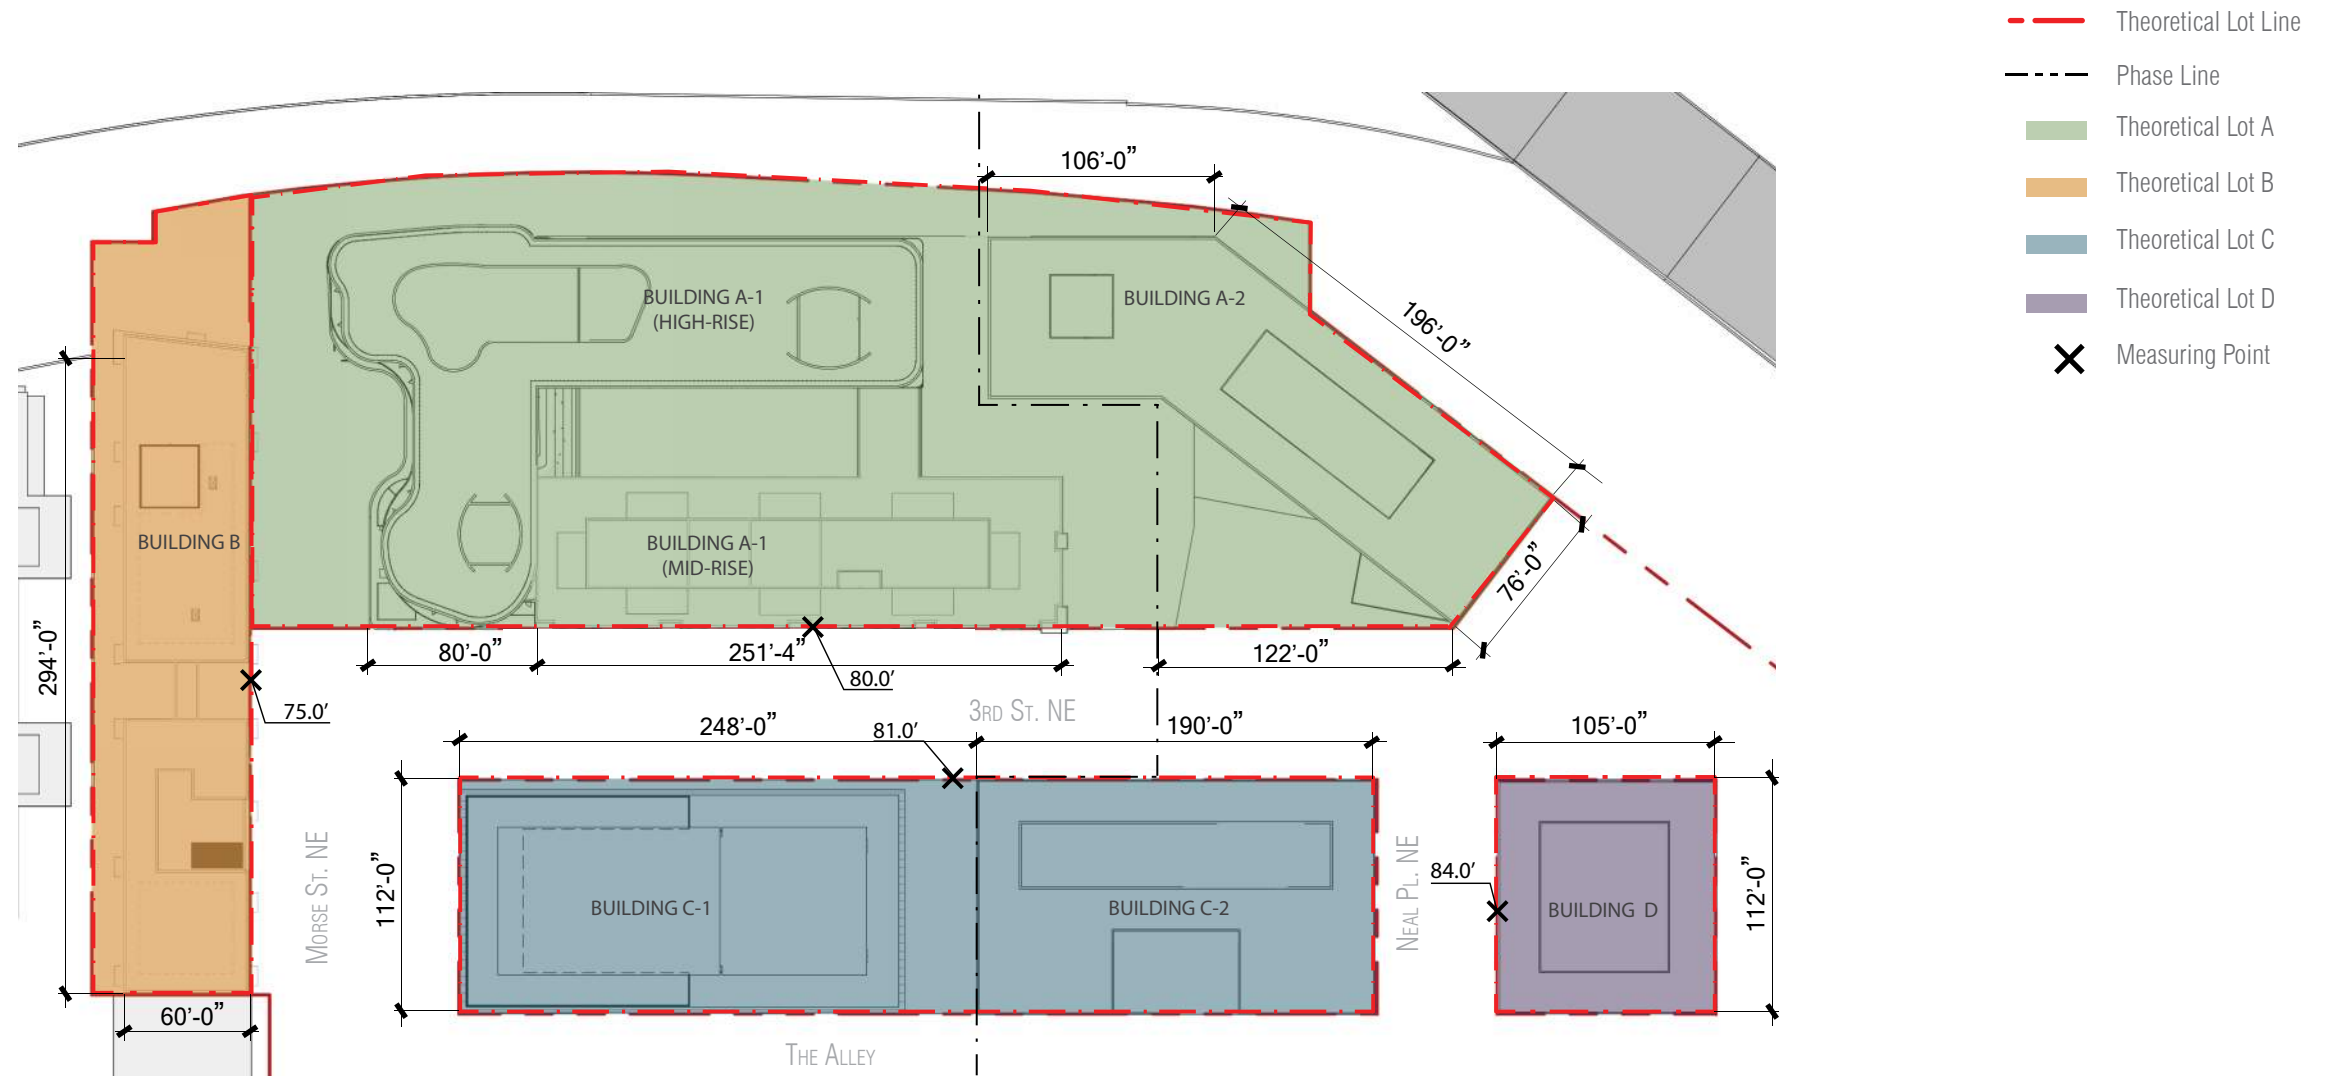 Theoretical Lot Line
Phase Line
Theoretical Lot A
Theoretical Lot B
Theoretical Lot C
Theoretical Lot D
Measuring Point
106'-0"
196'-0"
BUILDING A-1
(HIGH-RISE)
BUILDING A-2
BUILDING B
BUILDING A-1
(MID-RISE)
76'-0"
294'-0"
80'-0"
251'-4"
122'-0"
80.0'
75.0'
3RD ST. NE
248'-0"
81.0'
190'-0"
105'-0"
MORSE ST. NE
112'-0"
BUILDING C-1
BUILDING C-2
NEAL PL. NE
84.0'
BUILDING D
112'-0"
60'-0"
THE ALLEY